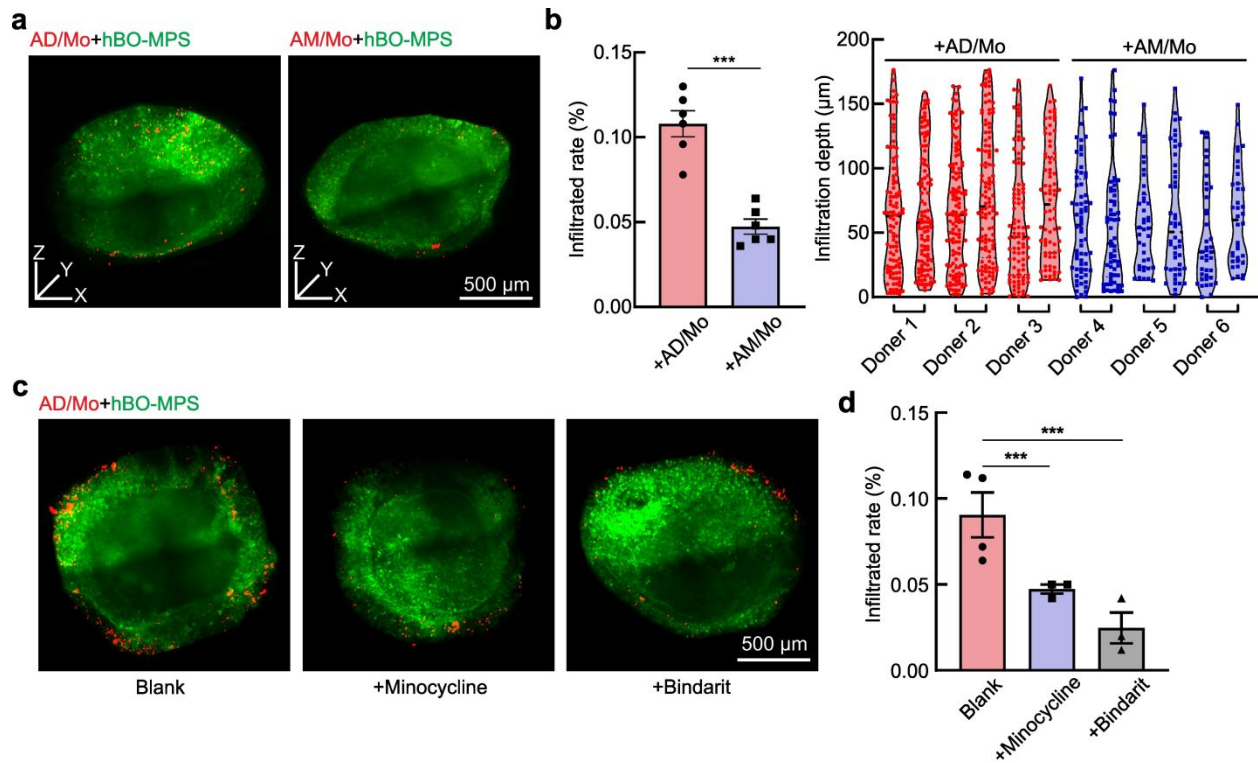 a
AD/Mo+hBO-MPS
AM/Mo+hBO-MPS
Z
Y
X
Z
Y
X
500 µm
b
Infiltrated rate (%)
0.15
0.10
0.05
0.00
***
+AD/Mo
+AM/Mo
Infiltration depth (µm)
200
150
100
50
0
+AD/Mo
+AM/Mo
Doner 1
Doner 2
Doner 3
Doner 4
Doner 5
Doner 6
c
AD/Mo+hBO-MPS
500 µm
Blank
+Minocycline
+Bindarit
d
Infiltrated rate (%)
0.15
0.10
0.05
0.00
***
***
Blank
+Minocycline
+Bindarit